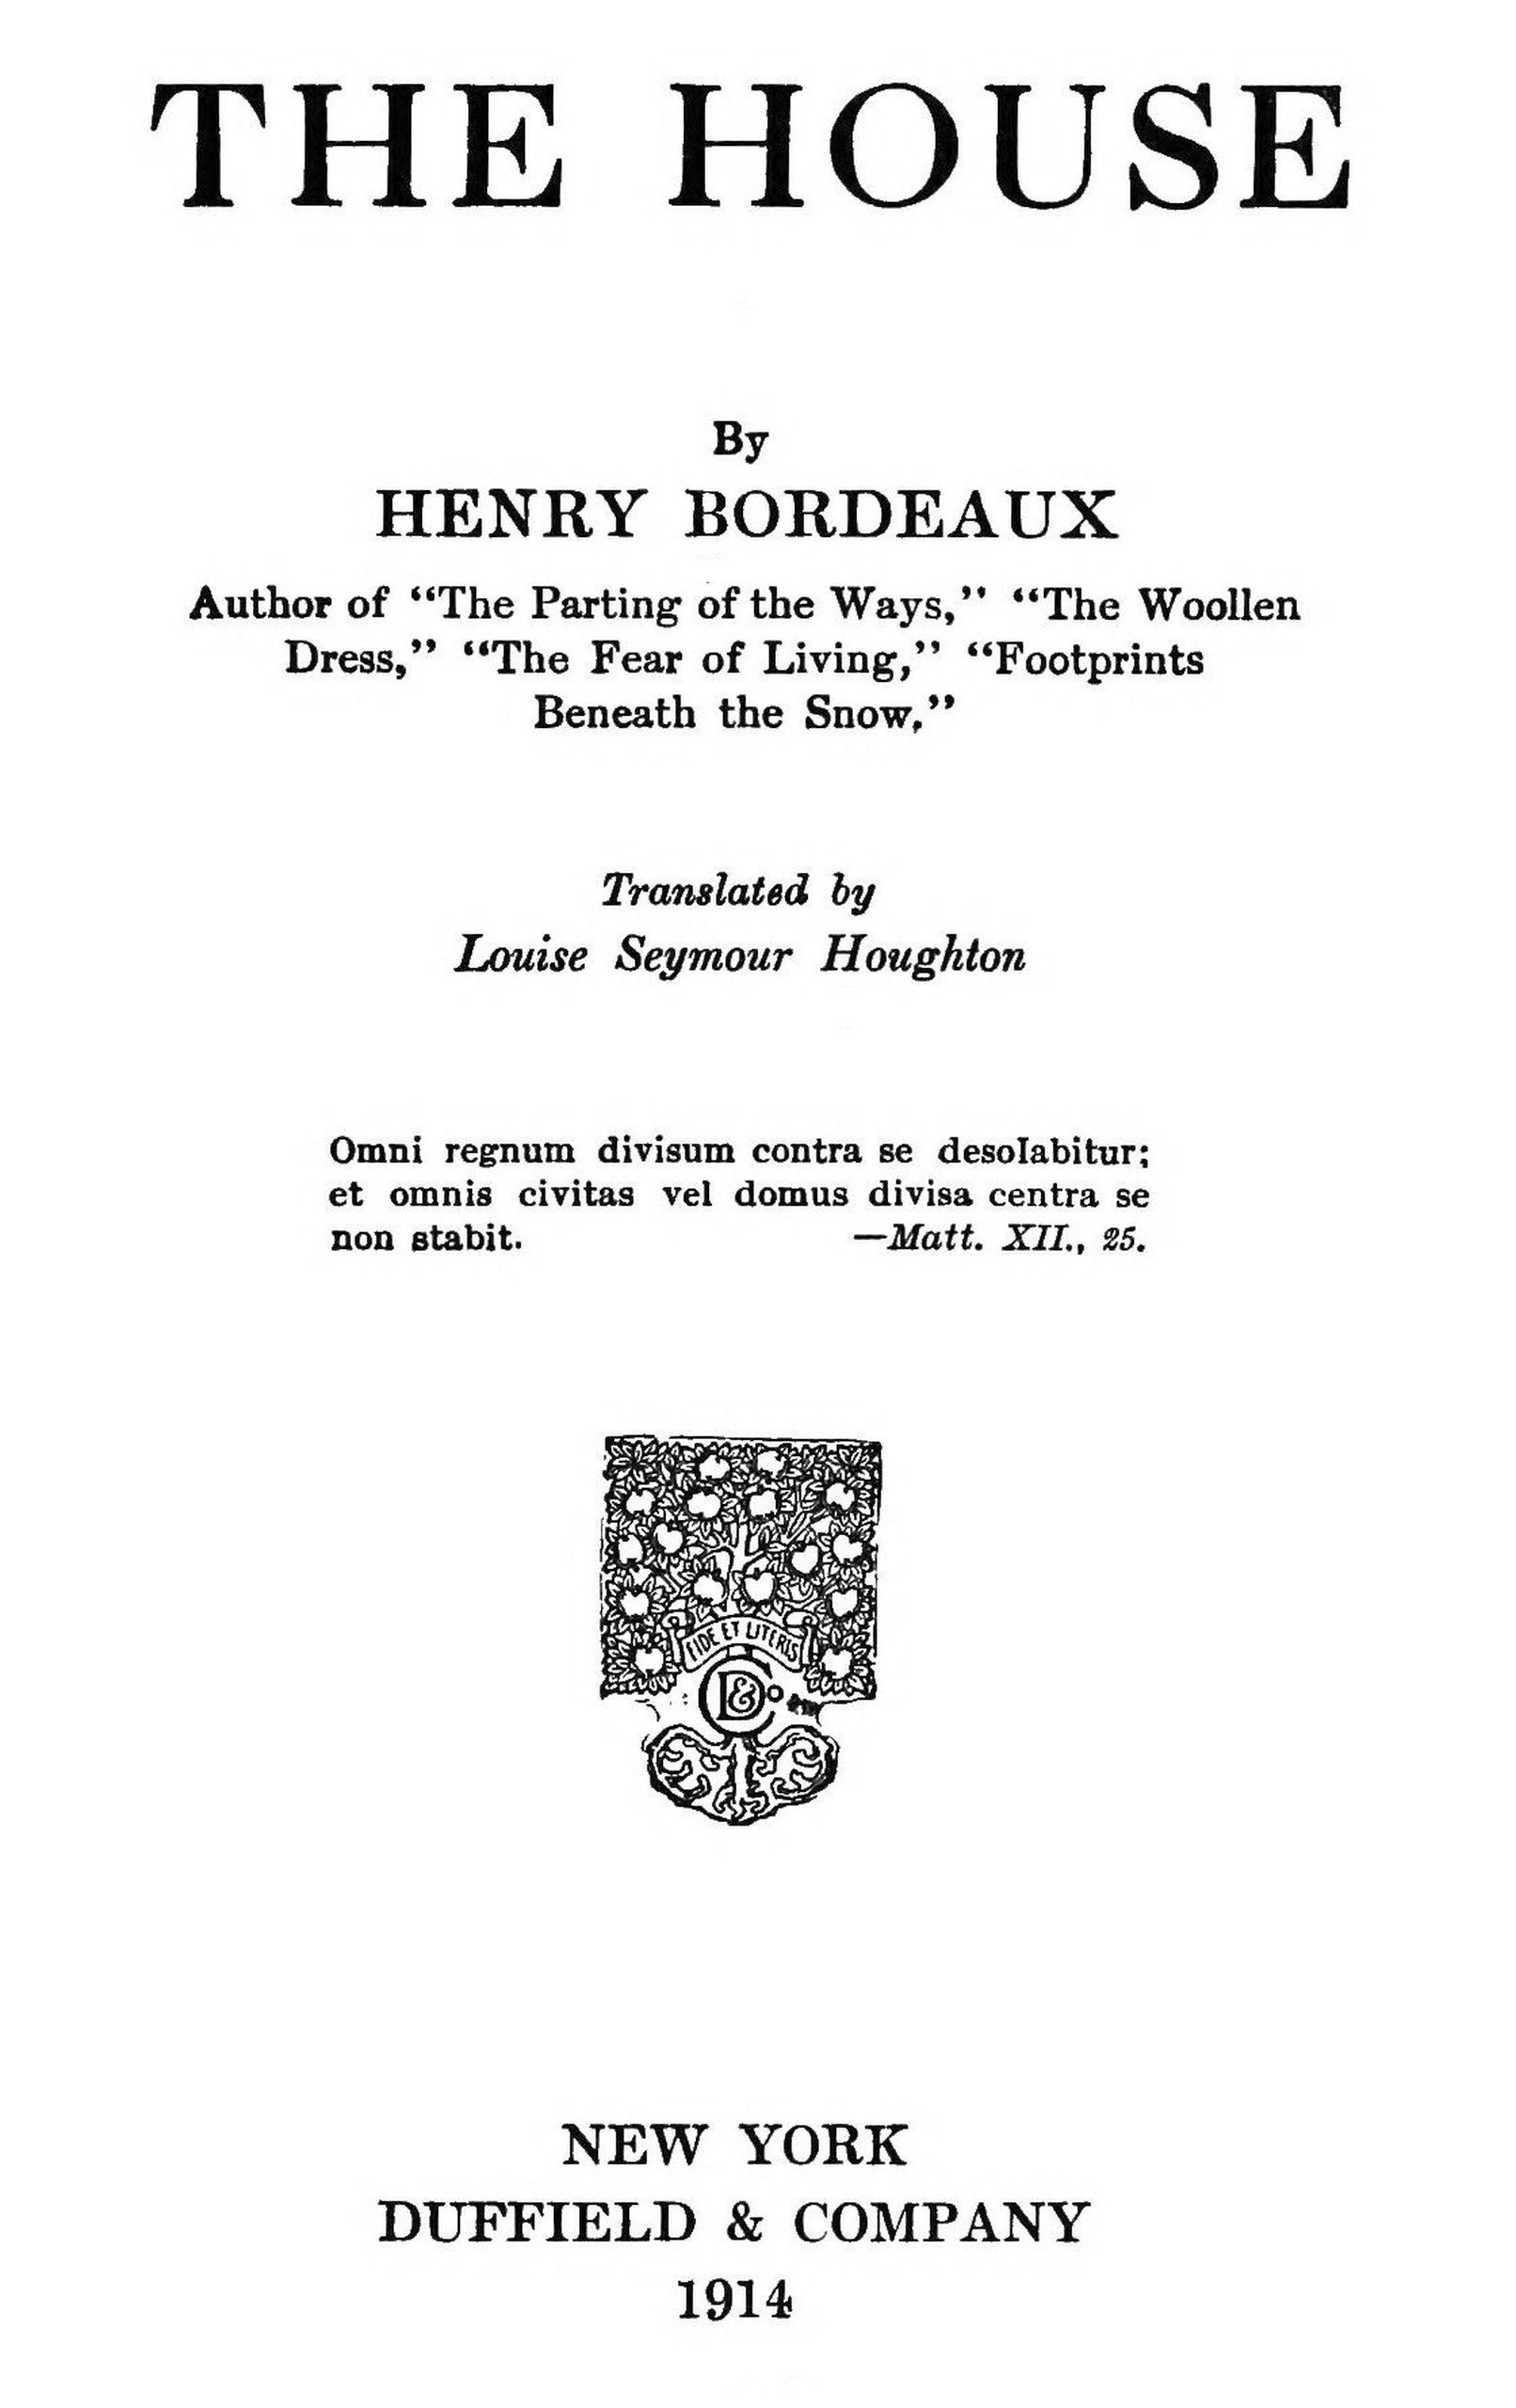 THE HOUSE
By
HENRY BORDEAUX
Author of “The Parting of the Ways,” “The Woollen
Dress,” “The Fear of Living,” “Footprints
Beneath the Snow.”
Translated by
Louise Seymour Houghton
Omni regnum divisum contra se desolabitur;
et omnis civitas vel domus divisa centra se
non stabit. —Matt. XII., 25.
FIDE ET LITERIS
D & Co
NEW YORK
DUFFIELD & COMPANY
1914